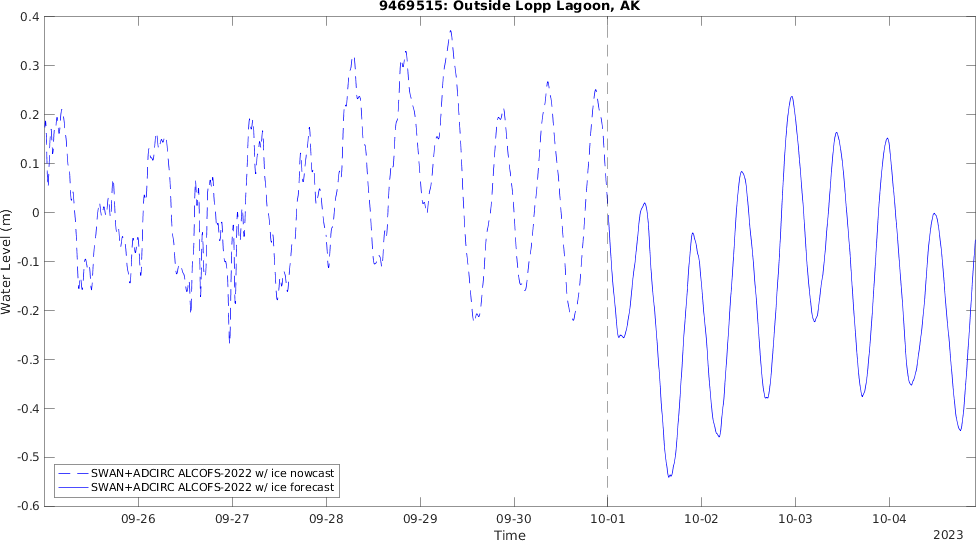 9469515: Outside Lopp Lagoon, AK
0.4
0.3
0.2
0.1
0
-0.1
-0.2
-0.3
-0.4
-0.5
-0.6
Water Level (m)
SWAN+ADCIRC ALCOFS-2022 w/ ice nowcast
SWAN+ADCIRC ALCOFS-2022 w/ ice forecast
09-26 09-27 09-28 09-29 09-30 10-01 10-02 10-03 10-04
Time
2023